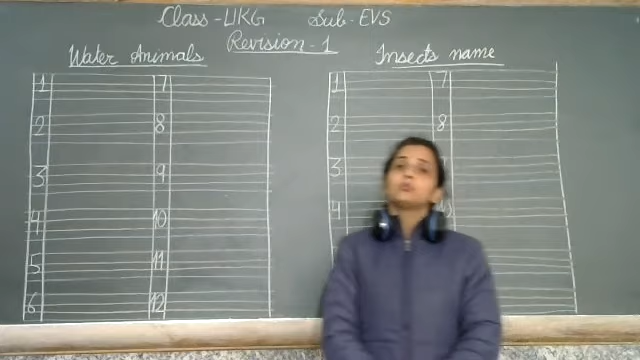 Class - UKG Sub - EVS
Revision - 1
Water Animals
1 7
2 8
3 9
4 10
5 11
6 12
Insects name
1 7
2 8
3
4